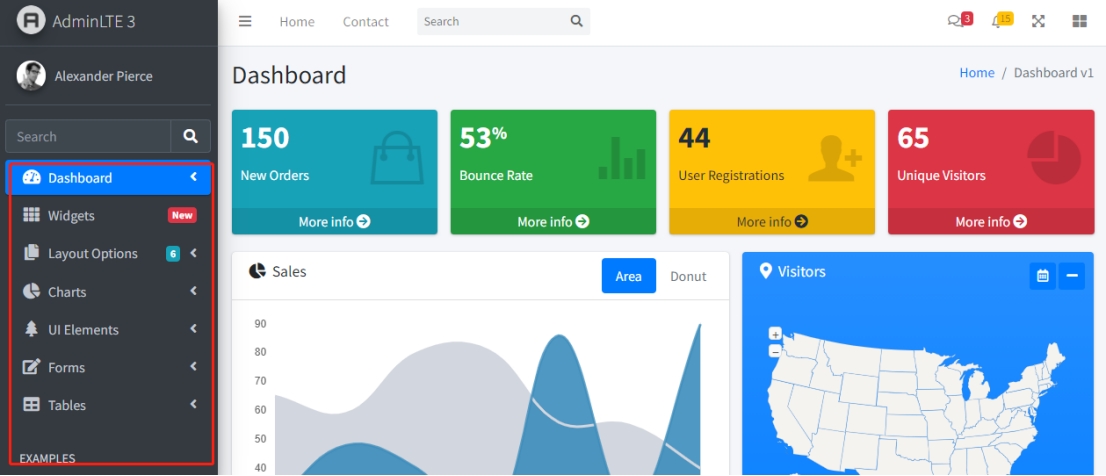 AdminLTE 3
Home Contact Search 3 15
Alexander Pierce
Search
Dashboard
Widgets New
Layout Options 6
Charts
UI Elements
Forms
Tables
EXAMPLES
Dashboard
Home / Dashboard v1
150
New Orders
More info
53%
Bounce Rate
More info
44
User Registrations
More info
65
Unique Visitors
More info
Sales
Area Donut
90
80
70
60
50
40
Visitors
+
−